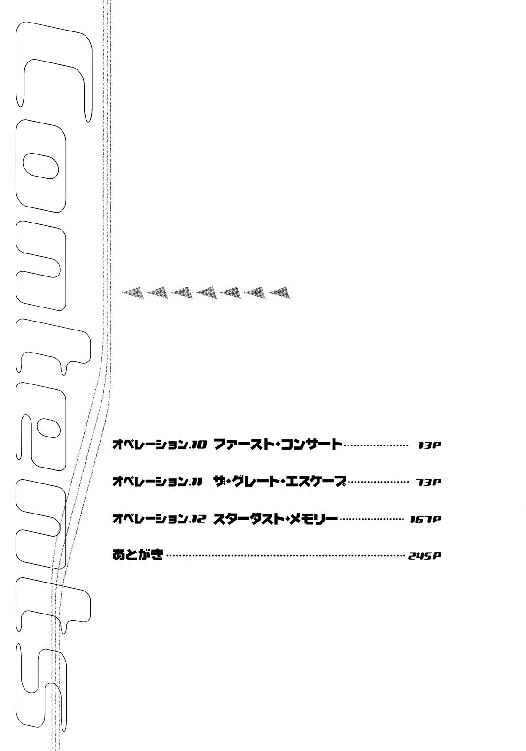 Contents
オペレーション.10 ファースト・コンサート 13P
オペレーション.11 ザ・グレート・エスケープ 73P
オペレーション.12 スターダスト・メモリー 167P
あとがき 245P